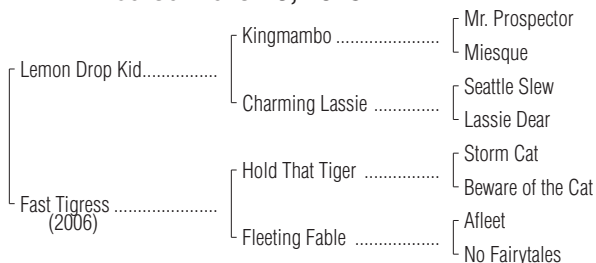 Mr. Prospector
Kingmambo ..................
Miesque
Lemon Drop Kid...............
Seattle Slew
Charming Lassie ..............
Lassie Dear
Storm Cat
Hold That Tiger ................
Beware of the Cat
Fast Tigress .....................
(2006)
Afleet
Fleeting Fable ..................
No Fairytales